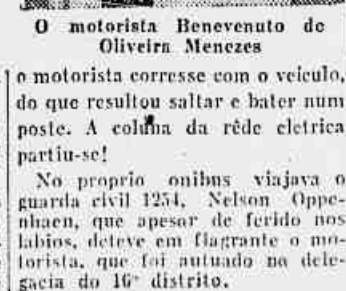 O motorista Benevenuto de
Oliveira Menezes
o motorista corresse com o veiculo,
do que resultou saltar e bater num
poste. A coluna da rêde eletrica
partiu-se!
No proprio onibus viajava o
guarda civil 1254, Nelson Oppe-
nhaen, que apesar de ferido nos
labios, deteve em flagrante o mo-
torista, que foi autuado na dele-
gacia do 16º distrito.